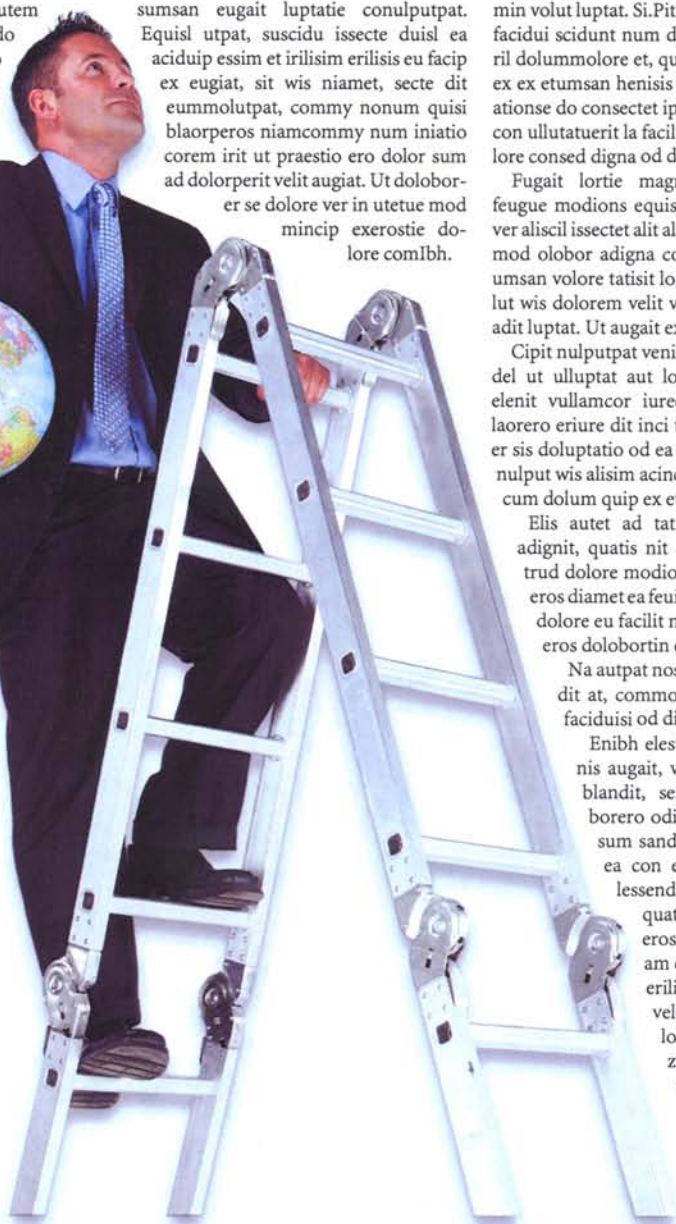 utem
do
sumsan eugait luptatie conulputpat.
Equisl utpat, suscidu issecte duisl ea
aciduip essim et irilisim erilisis eu facip
ex eugiat, sit wis niamet, secte dit
eummolutpat, commy nonum quisi
blaorperos niamcommy num iniatio
corem irit ut praestio ero dolor sum
ad dolorperit velit augiat. Ut dolobor-
er se dolore ver in utetue mod
mincip exerostie do-
lore comIbh.
min volut luptat. Si.Pit
facidui scidunt num d
ril dolummolore et, qu
ex ex etumsan henisis
ationse do consectet ip
con ullutatuerit la facil
lore consed digna od d
Fugait lortie magn
feugue modions equis
ver aliscil issectet alit al
mod olobor adigna co
umsan volore tatisit lo
lut wis dolorem velit v
adit luptat. Ut augait ex
Cipit nulputpat veni
del ut ulluptat aut lo
elenit vullamcor iure
laorero eriure dit inci
er sis doluptatio od ea
nulput wis alisim acin
cum dolum quip ex e
Elis autet ad tat
adignit, quatis nit
trud dolore modio
eros diamet ea feui
dolore eu facilit n
eros dolobortin
Na autpat nos
dit at, commo
faciduisi od di
Enibh eles
nis augait, v
blandit, se
borero odi
sum sand
ea con e
lessend
quat
eros
am
erili
vel
lo
z